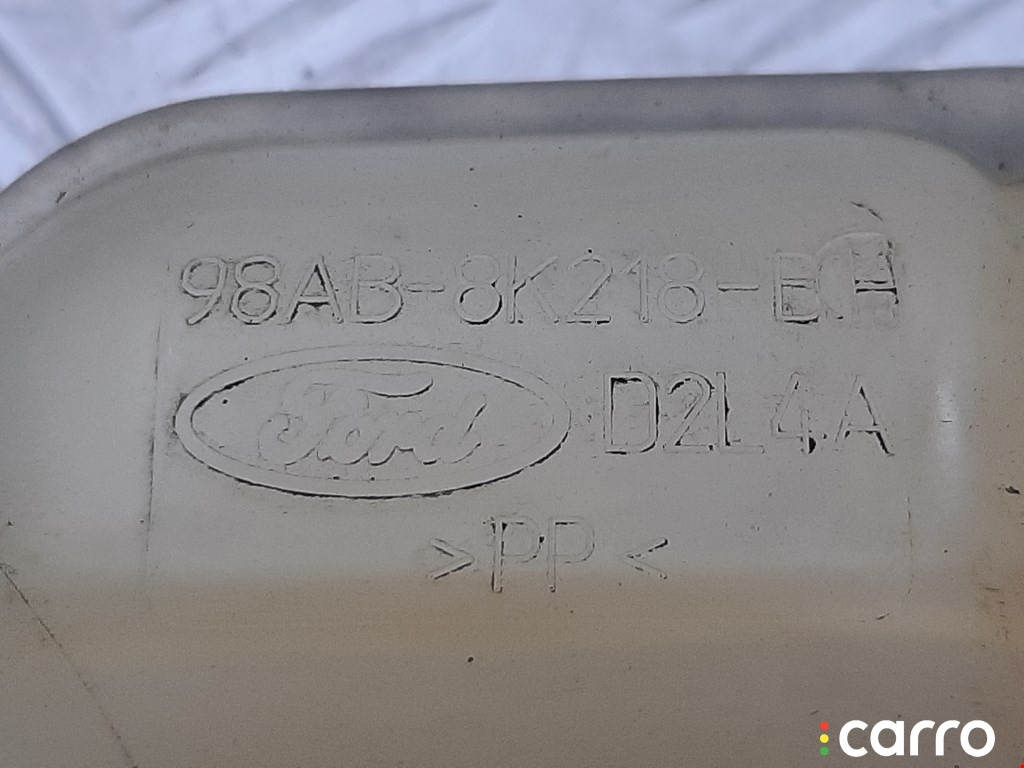 98AB-8K218-BH
Ford D2L4A
>PP<
carro